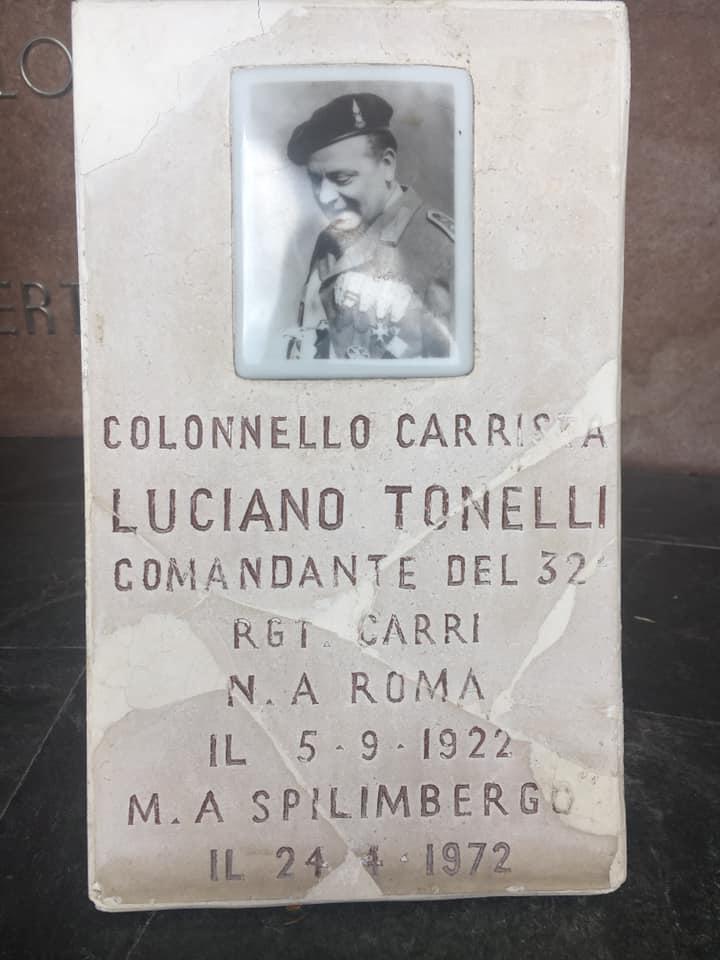 COLONNELLO CARRISTA
LUCIANO TONELLI
COMANDANTE DEL 32°
RGT. CARRI
N. A ROMA
IL 5-9-1922
M. A SPILIMBERGO
IL 24-4-1972